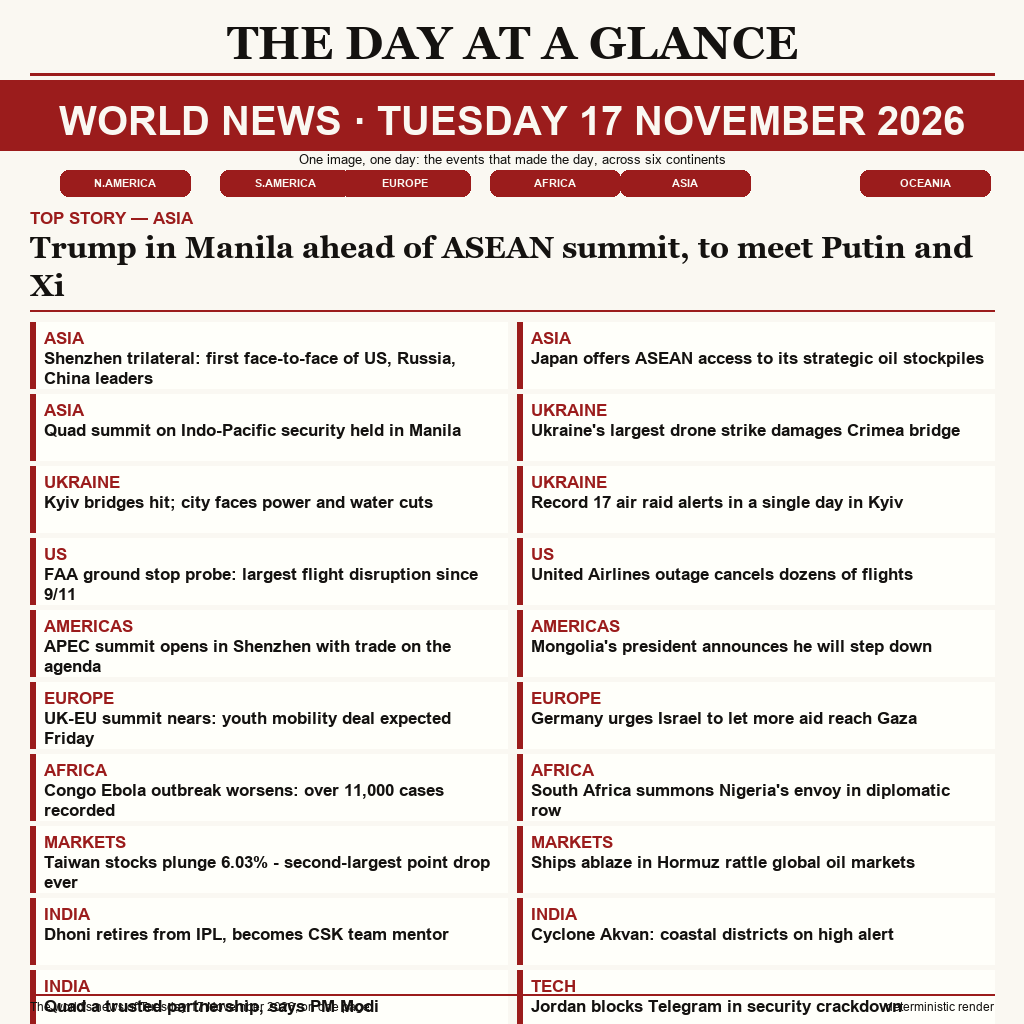 THE DAY AT A GLANCE
WORLD NEWS · TUESDAY 17 NOVEMBER 2026
One image, one day: the events that made the day, across six continents
N.AMERICA
S.AMERICA
EUROPE
AFRICA
ASIA
OCEANIA
TOP STORY — ASIA
Trump in Manila ahead of ASEAN summit, to meet Putin and
Xi
ASIA
Shenzhen trilateral: first face-to-face of US, Russia,
China leaders
ASIA
Japan offers ASEAN access to its strategic oil stockpiles
ASIA
Quad summit on Indo-Pacific security held in Manila
UKRAINE
Ukraine's largest drone strike damages Crimea bridge
UKRAINE
Kyiv bridges hit; city faces power and water cuts
UKRAINE
Record 17 air raid alerts in a single day in Kyiv
US
FAA ground stop probe: largest flight disruption since
9/11
US
United Airlines outage cancels dozens of flights
AMERICAS
APEC summit opens in Shenzhen with trade on the
agenda
AMERICAS
Mongolia's president announces he will step down
EUROPE
UK-EU summit nears: youth mobility deal expected
Friday
EUROPE
Germany urges Israel to let more aid reach Gaza
AFRICA
Congo Ebola outbreak worsens: over 11,000 cases
recorded
AFRICA
South Africa summons Nigeria's envoy in diplomatic
row
MARKETS
Taiwan stocks plunge 6.03% - second-largest point drop
ever
MARKETS
Ships ablaze in Hormuz rattle global oil markets
INDIA
Dhoni retires from IPL, becomes CSK team mentor
INDIA
Cyclone Akvan: coastal districts on high alert
INDIA
Quad a trusted partnership, says PM Modi
TECH
Jordan blocks Telegram in security crackdown
The world's news of Tuesday 17 November 2026, on one page
deterministic render